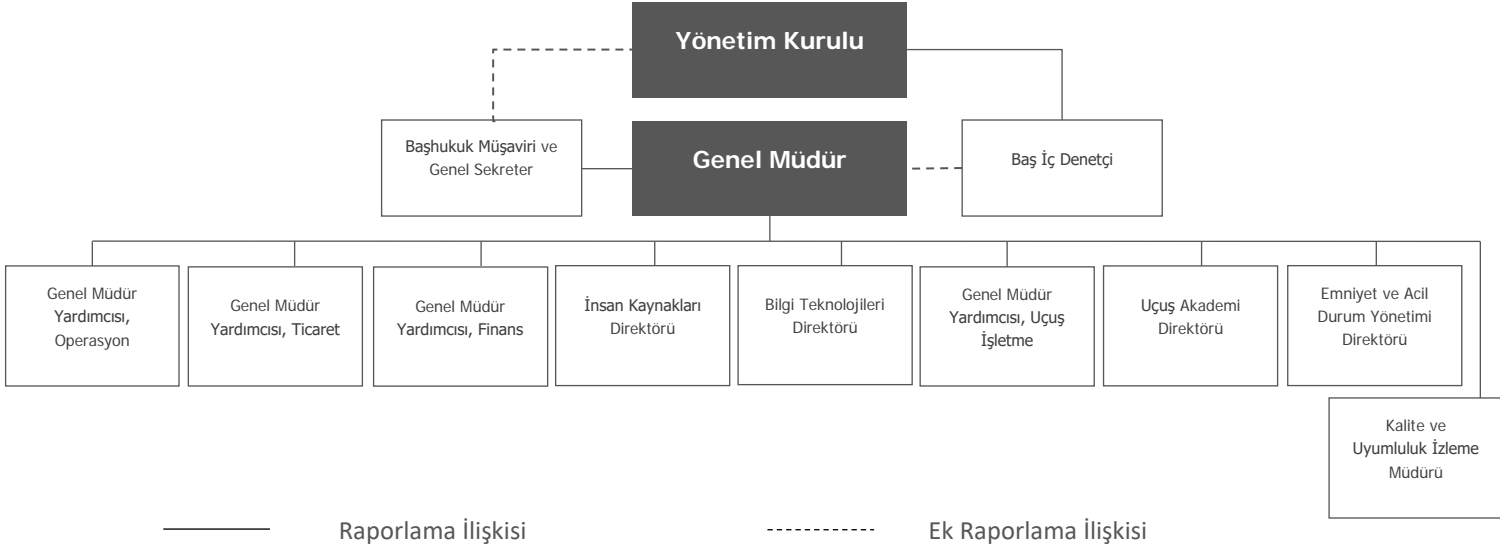 Yönetim Kurulu
Başhukuk Müşaviri ve
Genel Sekreter
Genel Müdür
Baş İç Denetçi
Genel Müdür
Yardımcısı,
Operasyon
Genel Müdür
Yardımcısı, Ticaret
Genel Müdür
Yardımcısı, Finans
İnsan Kaynakları
Direktörü
Bilgi Teknolojileri
Direktörü
Genel Müdür
Yardımcısı, Uçuş
İşletme
Uçuş Akademi
Direktörü
Emniyet ve Acil
Durum Yönetimi
Direktörü
Kalite ve
Uyumluluk İzleme
Müdürü
Raporlama İlişkisi
Ek Raporlama İlişkisi